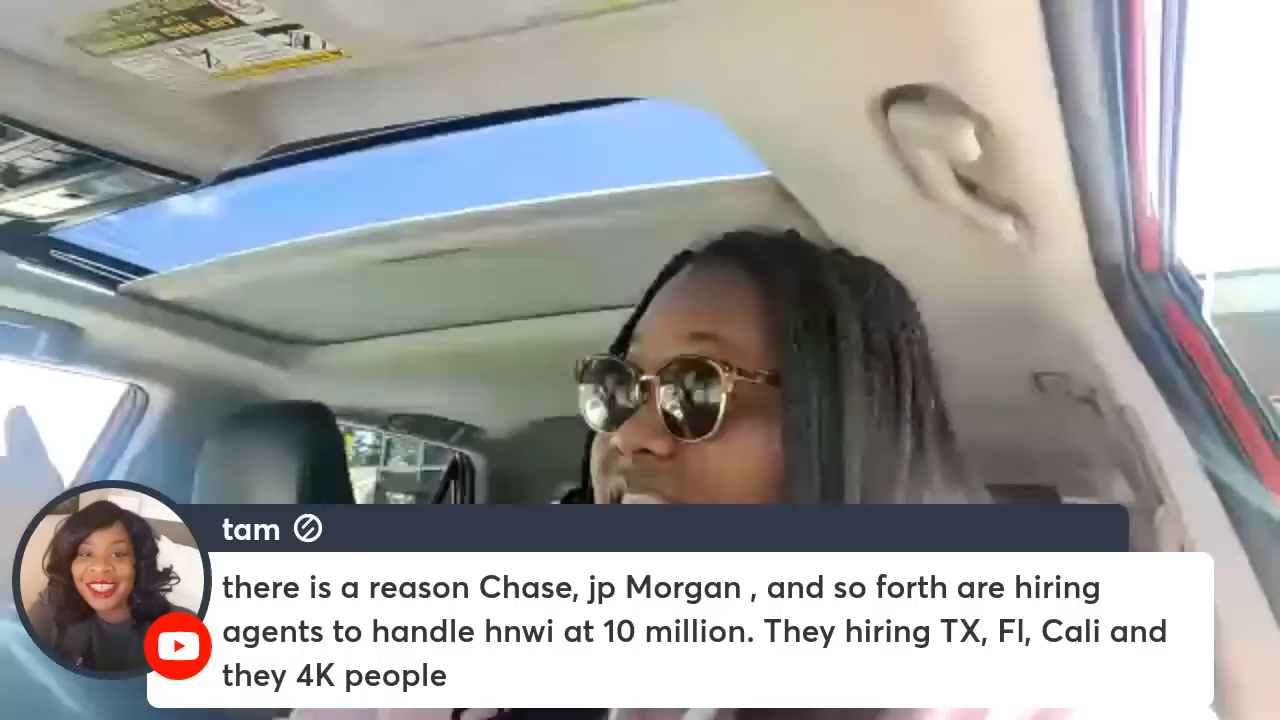 tam
there is a reason Chase, jp Morgan , and so forth are hiring
agents to handle hnwi at 10 million. They hiring TX, Fl, Cali and
they 4K people